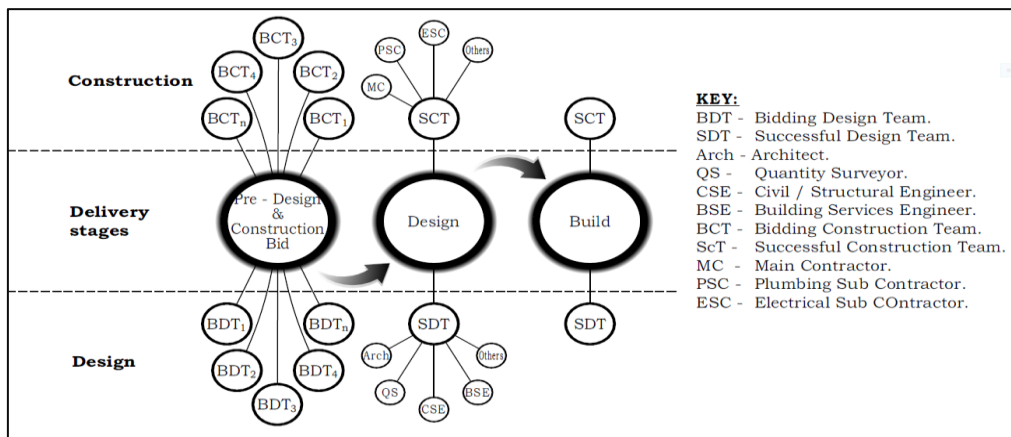 Construction
BCT3
BCT4
BCT2
BCTn
BCT1
ESC
PSC
Others
MC
SCT
SCT
Delivery
stages
Pre - Design
&
Construction
Bid
Design
Build
Design
BDT1
BDTn
BDT2
BDT4
BDT3
SDT
Arch
Others
QS
BSE
CSE
SDT
KEY:
BDT - Bidding Design Team.
SDT - Successful Design Team.
Arch - Architect.
QS - Quantity Surveyor.
CSE - Civil / Structural Engineer.
BSE - Building Services Engineer.
BCT - Bidding Construction Team.
ScT - Successful Construction Team.
MC - Main Contractor.
PSC - Plumbing Sub Contractor.
ESC - Electrical Sub COntractor.